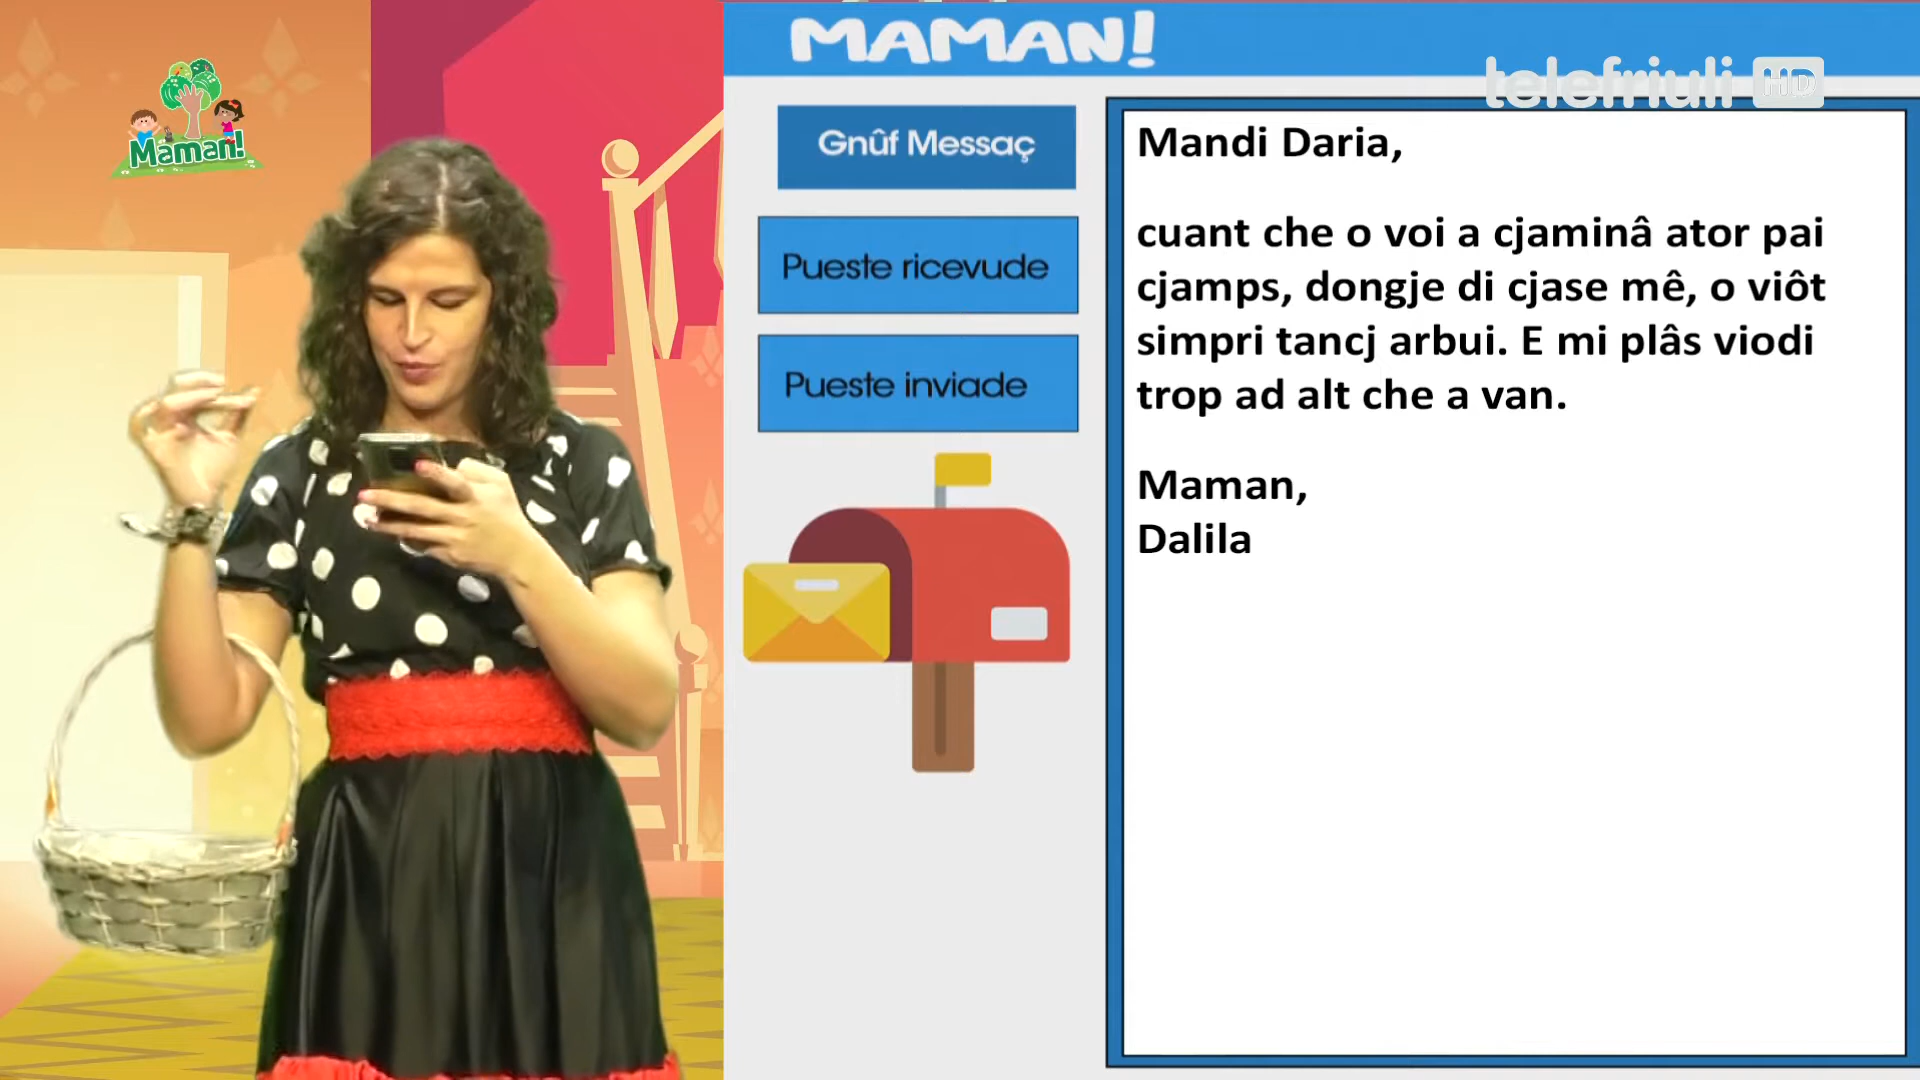 Maman!
MAMAN!
telefriuli HD
Gnûf Messaç
Pueste ricevude
Pueste inviade
Mandi Daria,
cuant che o voi a cjaminâ ator pai
cjamps, dongje di cjase mê, o viôt
simpri tancj arbui. E mi plâs viodi
trop ad alt che a van.
Maman,
Dalila